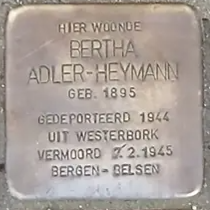 HIER WOONDE
BERTHA
ADLER-HEYMANN
GEB. 1895
GEDEPORTEERD 1944
UIT WESTERBORK
VERMOORD 7.2.1945
BERGEN-BELSEN